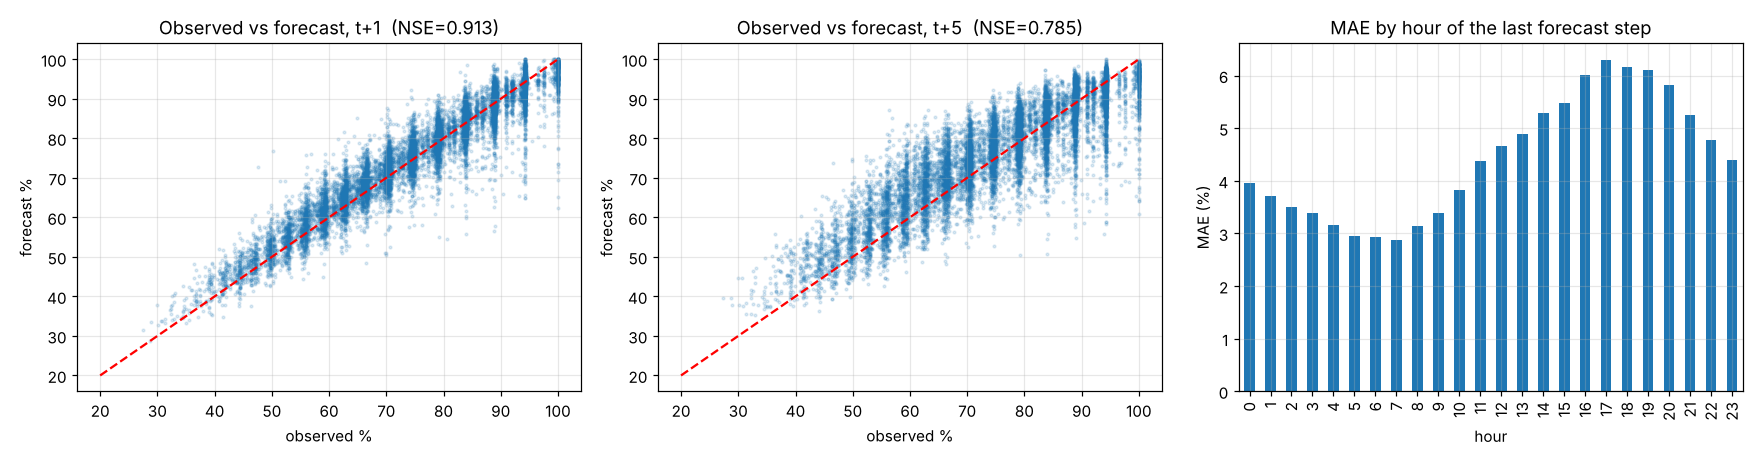 Observed vs forecast, t+1 (NSE=0.913)
forecast %
100
90
80
70
60
50
40
30
20
20 30 40 50 60 70 80 90 100
observed %
Observed vs forecast, t+5 (NSE=0.785)
forecast %
100
90
80
70
60
50
40
30
20
20 30 40 50 60 70 80 90 100
observed %
MAE by hour of the last forecast step
MAE (%)
6
5
4
3
2
1
0
0 1 2 3 4 5 6 7 8 9 10 11 12 13 14 15 16 17 18 19 20 21 22 23
hour